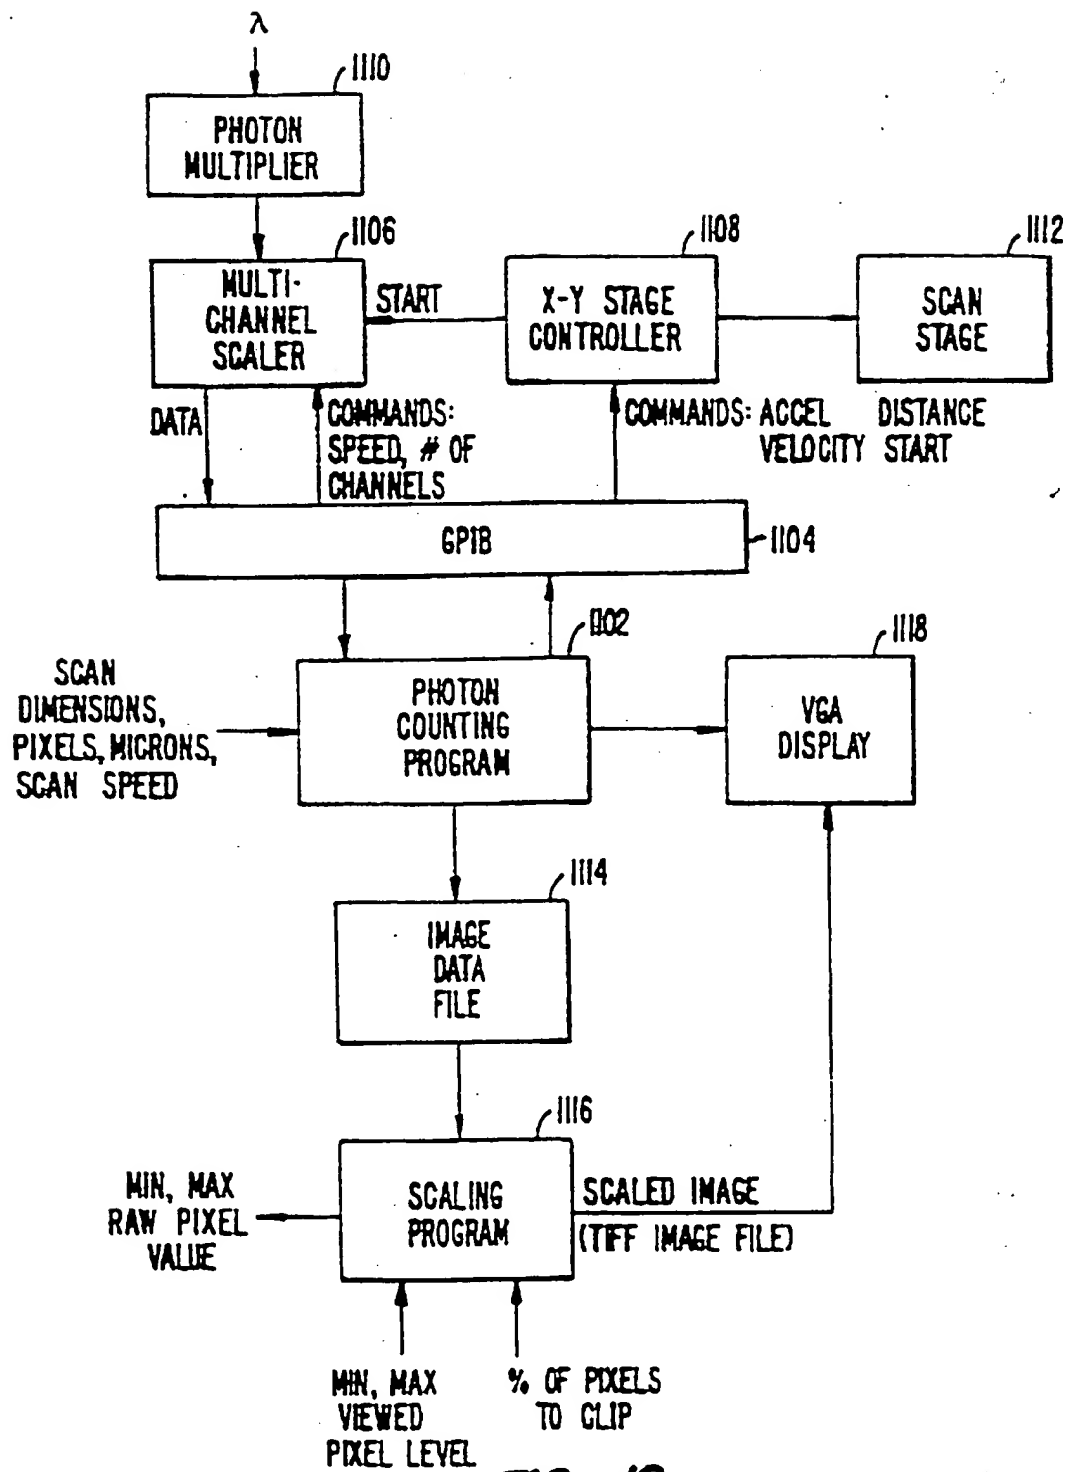 λ
1110
PHOTON
MULTIPLIER
1106
MULTI-
CHANNEL
SCALER
START
1108
X-Y STAGE
CONTROLLER
1112
SCAN
STAGE
DATA
COMMANDS:
SPEED, # OF
CHANNELS
COMMANDS: ACCEL DISTANCE
VELOCITY START
GPIB
1104
1102
SCAN
DIMENSIONS,
PIXELS, MICRONS,
SCAN SPEED
PHOTON
COUNTING
PROGRAM
1118
VGA
DISPLAY
1114
IMAGE
DATA
FILE
1116
MIN, MAX
RAW PIXEL
VALUE
SCALING
PROGRAM
SCALED IMAGE
(TIFF IMAGE FILE)
MIN, MAX
VIEWED
PIXEL LEVEL
% OF PIXELS
TO CLIP